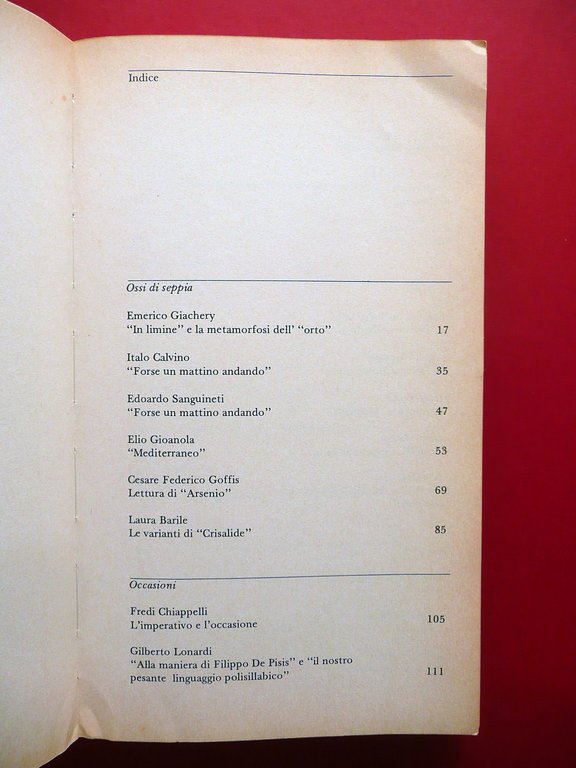 Indice
Ossi di seppia
Emerico Giachery
“In limine” e la metamorfosi dell’ “orto” 17
Italo Calvino
“Forse un mattino andando” 35
Edoardo Sanguineti
“Forse un mattino andando” 47
Elio Gioanola
“Mediterraneo” 53
Cesare Federico Goffis
Lettura di “Arsenio” 69
Laura Barile
Le varianti di “Crisalide” 85
Occasioni
Fredi Chiappelli
L’imperativo e l’occasione 105
Gilberto Lonardi
“Alla maniera di Filippo De Pisis” e “il nostro
pesante linguaggio polisillabico” 111